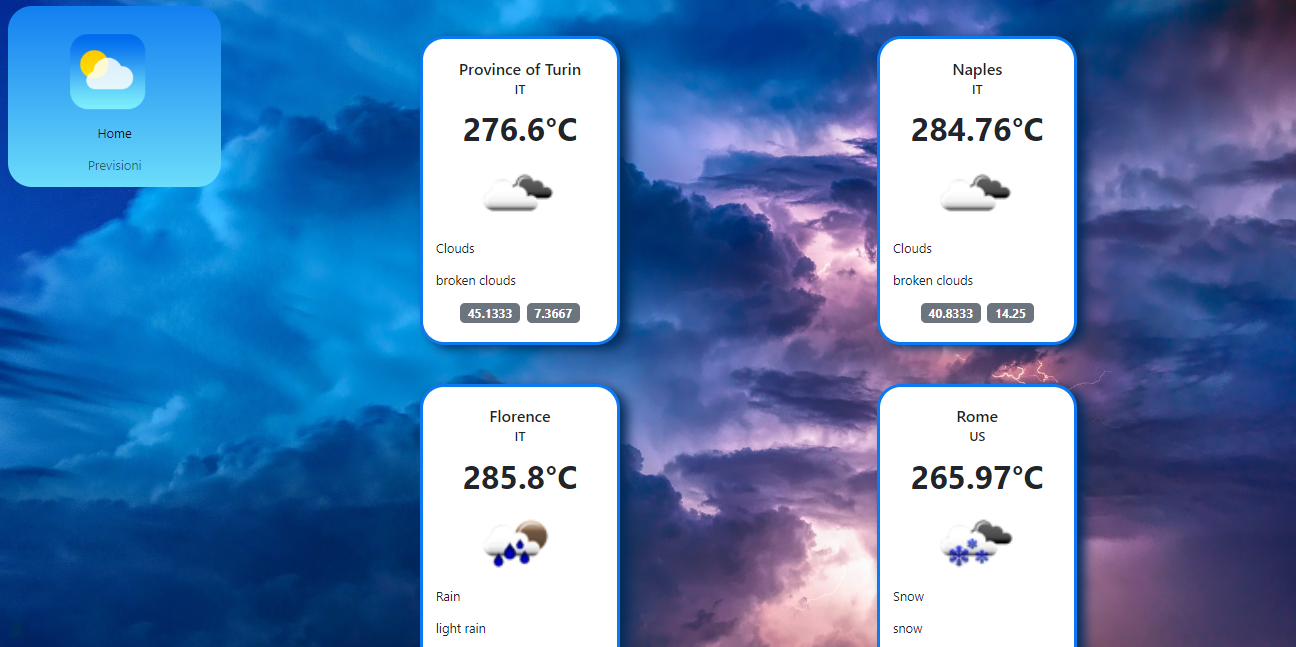 Home
Previsioni
Province of Turin
IT
276.6°C
Clouds
broken clouds
45.1333 7.3667
Naples
IT
284.76°C
Clouds
broken clouds
40.8333 14.25
Florence
IT
285.8°C
Rain
light rain
Rome
US
265.97°C
Snow
snow